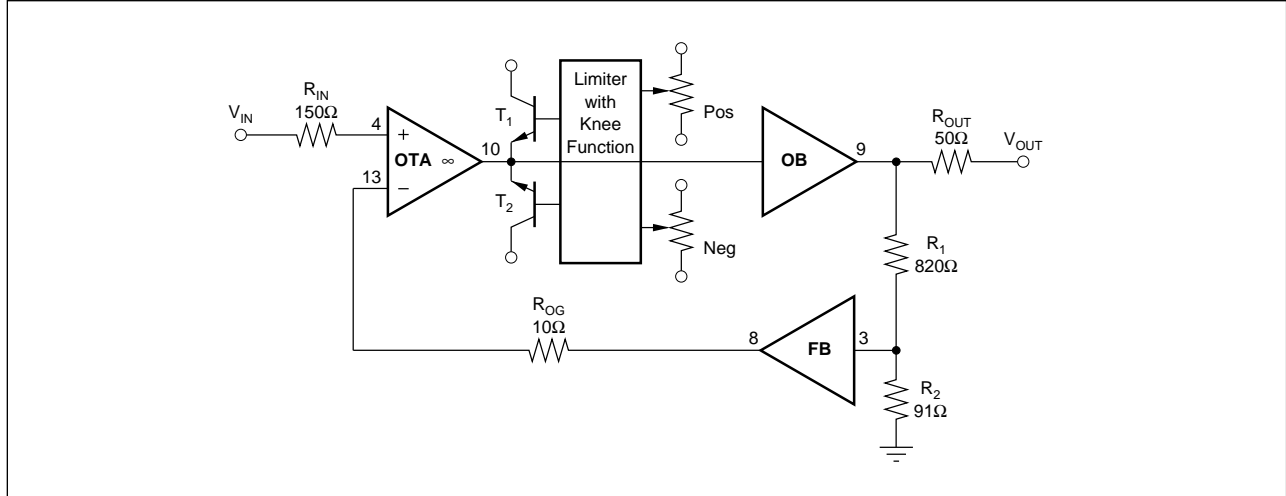 V_IN
R_IN
150Ω
4
+
OTA ∞
13
−
10
T_1
T_2
Limiter
with
Knee
Function
Pos
Neg
OB
9
R_OUT
50Ω
V_OUT
R_1
820Ω
R_OG
10Ω
8
FB
3
R_2
91Ω